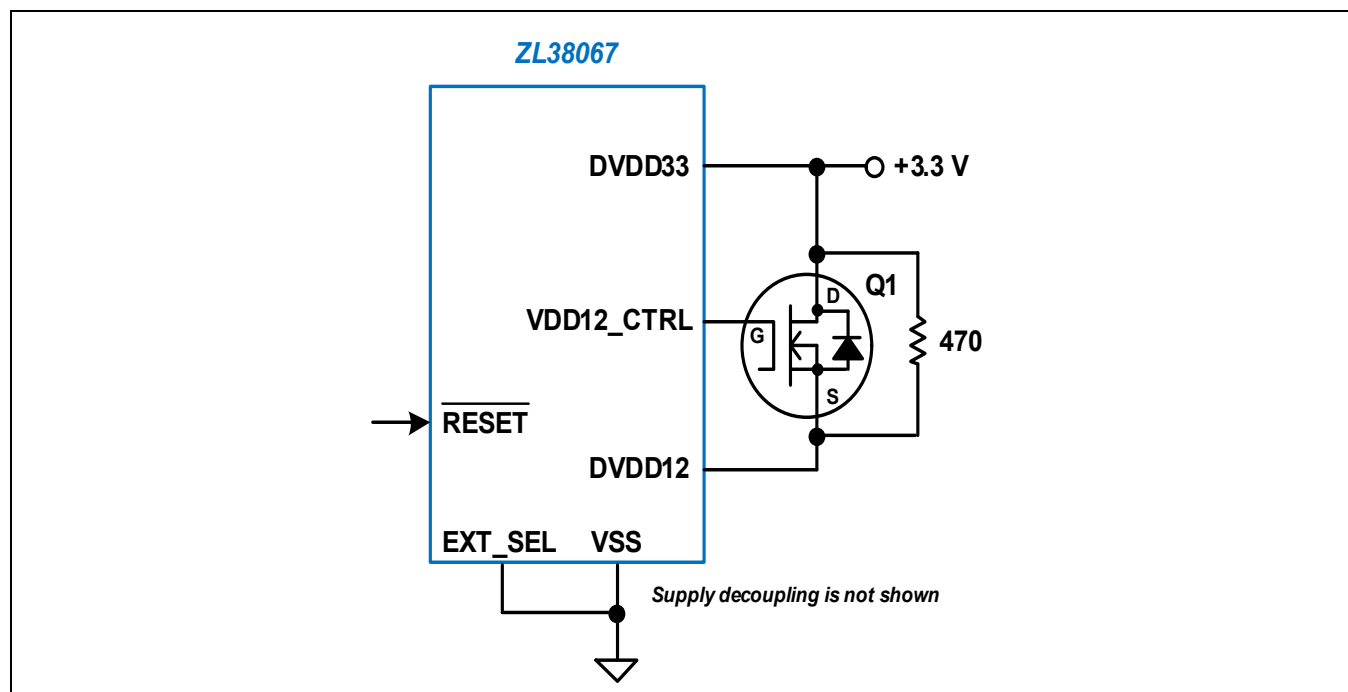 ZL38067
DVDD33
+3.3 V
Q1
D
VDD12_CTRL
G
470
S
RESET
DVDD12
EXT_SEL VSS
Supply decoupling is not shown